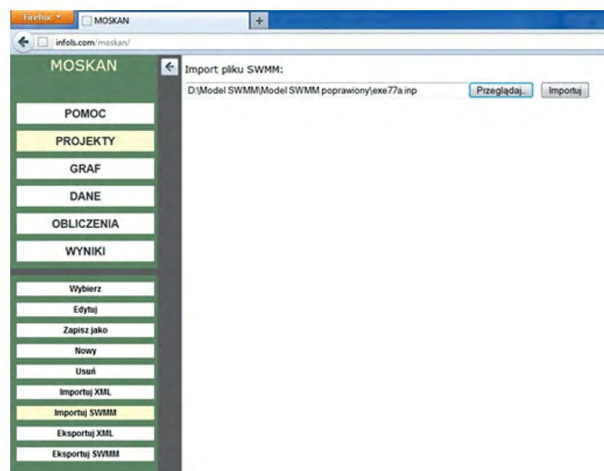 Firefox
MOSKAN
infols.com/moskan/
MOSKAN
Import pliku SWMM:
D:\Model SWMM\Model SWMM poprawiony\exe77a.inp
Przeglądaj..
Importuj
POMOC
PROJEKTY
GRAF
DANE
OBLICZENIA
WYNIKI
Wybierz
Edytuj
Zapisz jako
Nowy
Usuń
Importuj XML
Importuj SWMM
Eksportuj XML
Eksportuj SWMM